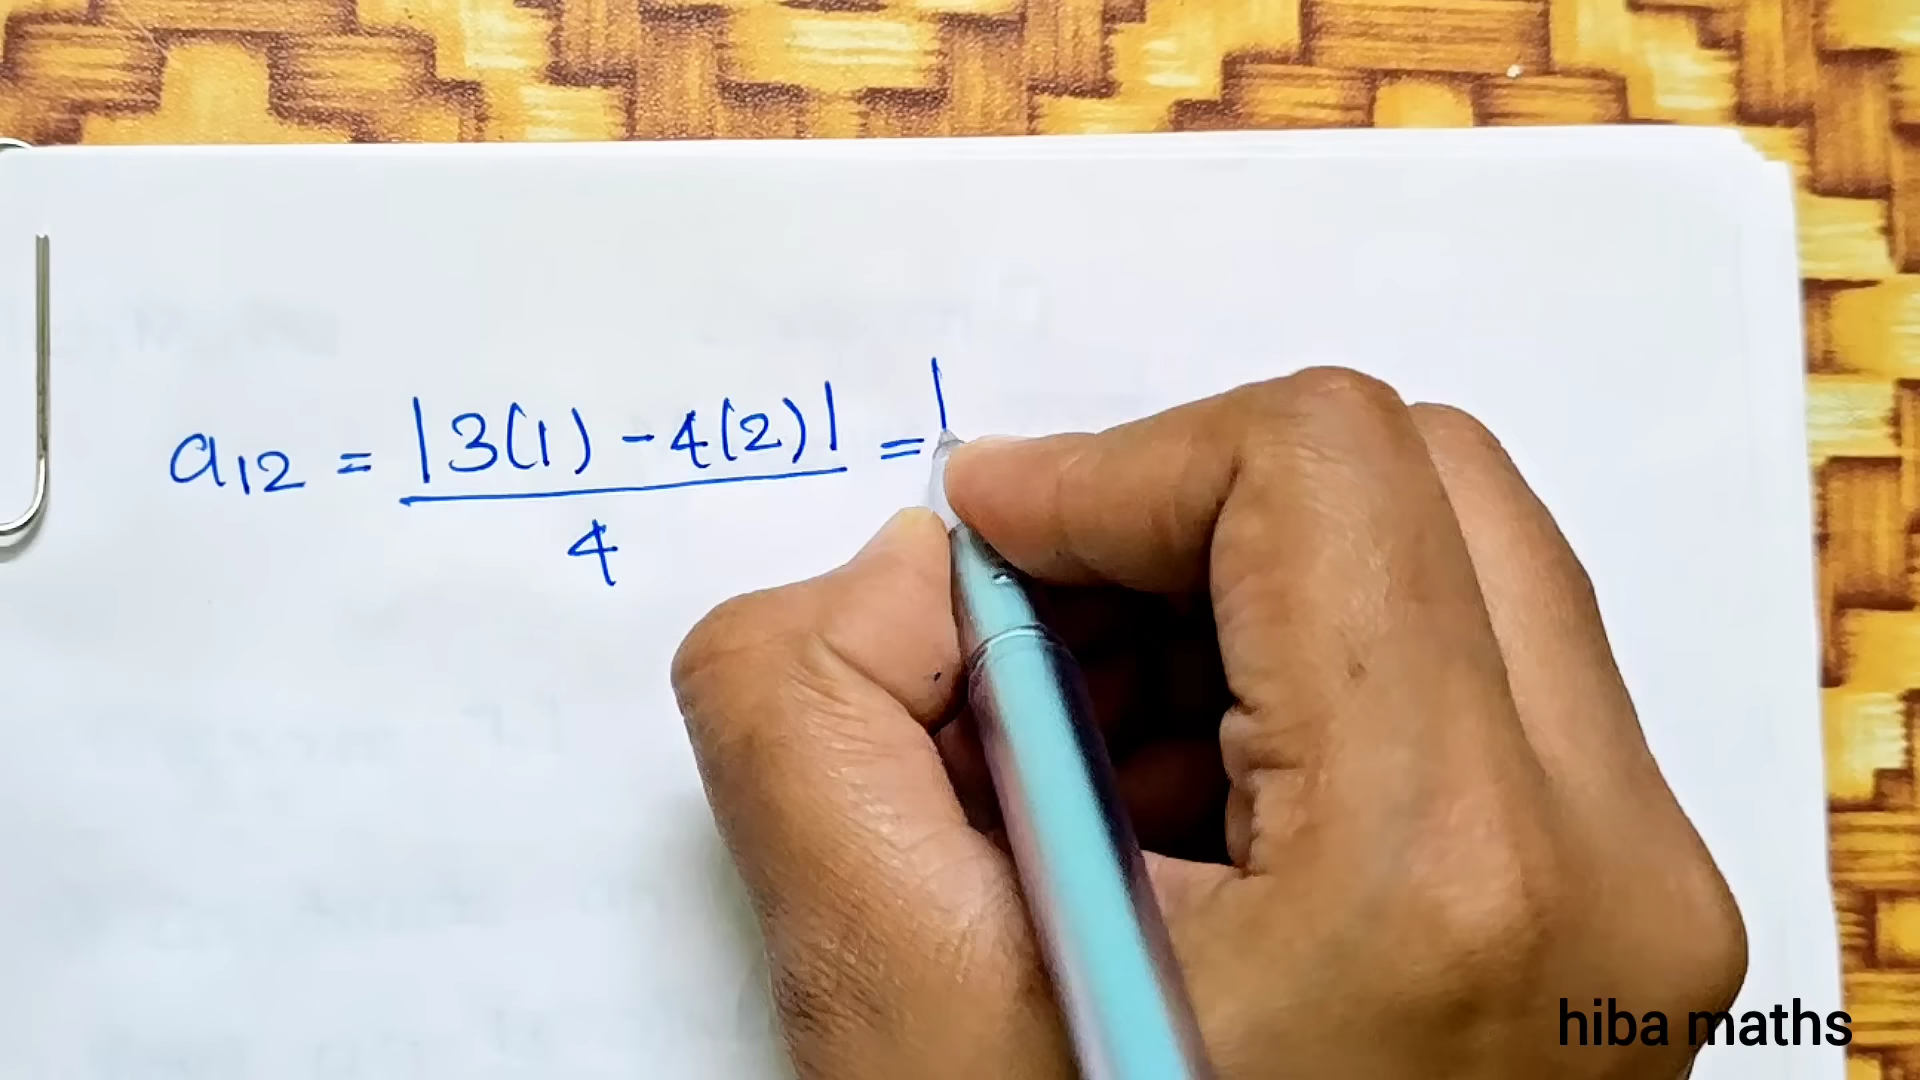 a12 = |3(1) - 4(2)| = |
4
hiba maths